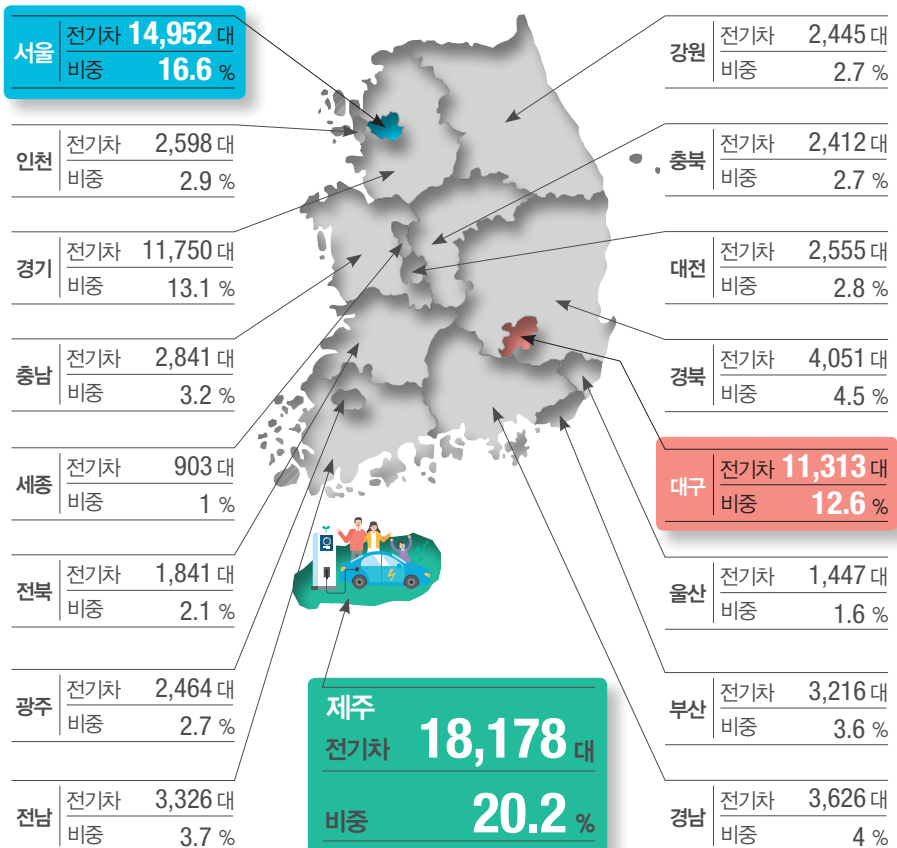 서울
전기차 14,952 대
비중 16.6 %
인천
전기차 2,598 대
비중 2.9 %
경기
전기차 11,750 대
비중 13.1 %
충남
전기차 2,841 대
비중 3.2 %
세종
전기차 903 대
비중 1 %
전북
전기차 1,841 대
비중 2.1 %
광주
전기차 2,464 대
비중 2.7 %
전남
전기차 3,326 대
비중 3.7 %
제주
전기차 18,178 대
비중 20.2 %
강원
전기차 2,445 대
비중 2.7 %
충북
전기차 2,412 대
비중 2.7 %
대전
전기차 2,555 대
비중 2.8 %
경북
전기차 4,051 대
비중 4.5 %
대구
전기차 11,313 대
비중 12.6 %
울산
전기차 1,447 대
비중 1.6 %
부산
전기차 3,216 대
비중 3.6 %
경남
전기차 3,626 대
비중 4 %